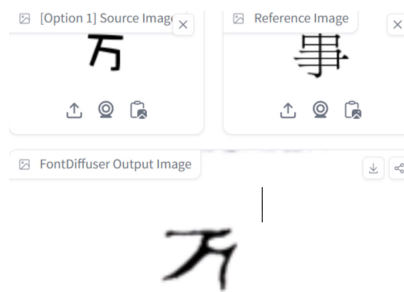 [Option 1] Source Image
Reference Image
万
事
FontDiffuser Output Image
万